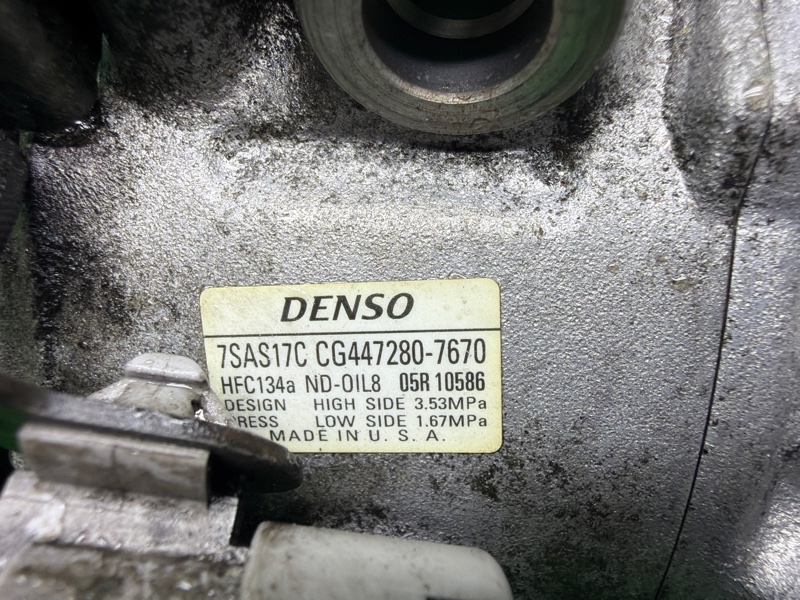 DENSO
7SAS17C CG447280-7670
HFC134a ND-OIL8 05R 10586
DESIGN HIGH SIDE 3.53MPa
PRESS LOW SIDE 1.67MPa
MADE IN U.S.A.